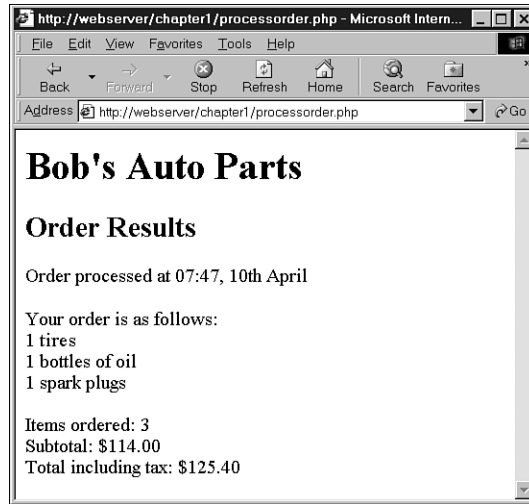 http://webserver/chapter1/processorder.php - Microsoft Intern...
File Edit View Favorites Tools Help
Back Forward Stop Refresh Home Search Favorites
Address http://webserver/chapter1/processorder.php Go
Bob's Auto Parts
Order Results
Order processed at 07:47, 10th April
Your order is as follows:
1 tires
1 bottles of oil
1 spark plugs
Items ordered: 3
Subtotal: $114.00
Total including tax: $125.40